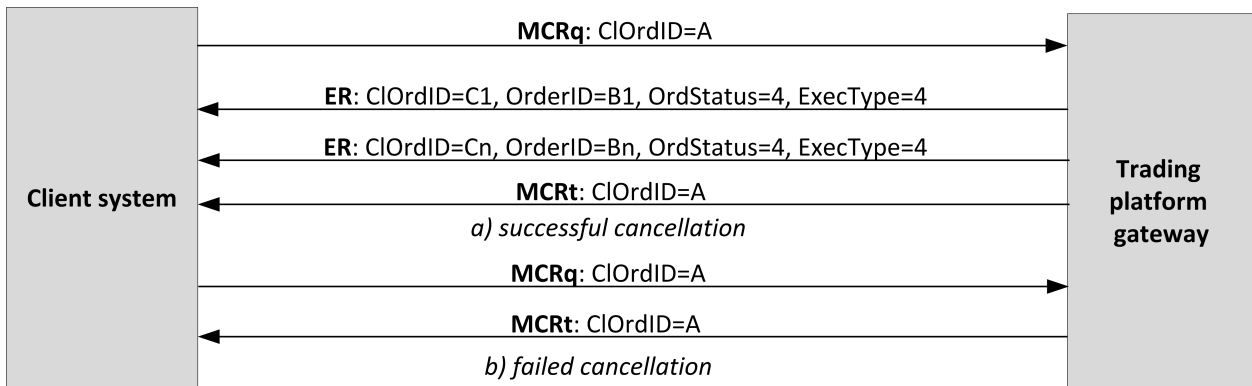 MCRq: ClOrdID=A
ER: ClOrdID=C1, OrderID=B1, OrdStatus=4, ExecType=4
ER: ClOrdID=Cn, OrderID=Bn, OrdStatus=4, ExecType=4
Client system
MCRt: ClOrdID=A
Trading
platform
gateway
a) successful cancellation
MCRq: ClOrdID=A
MCRt: ClOrdID=A
b) failed cancellation